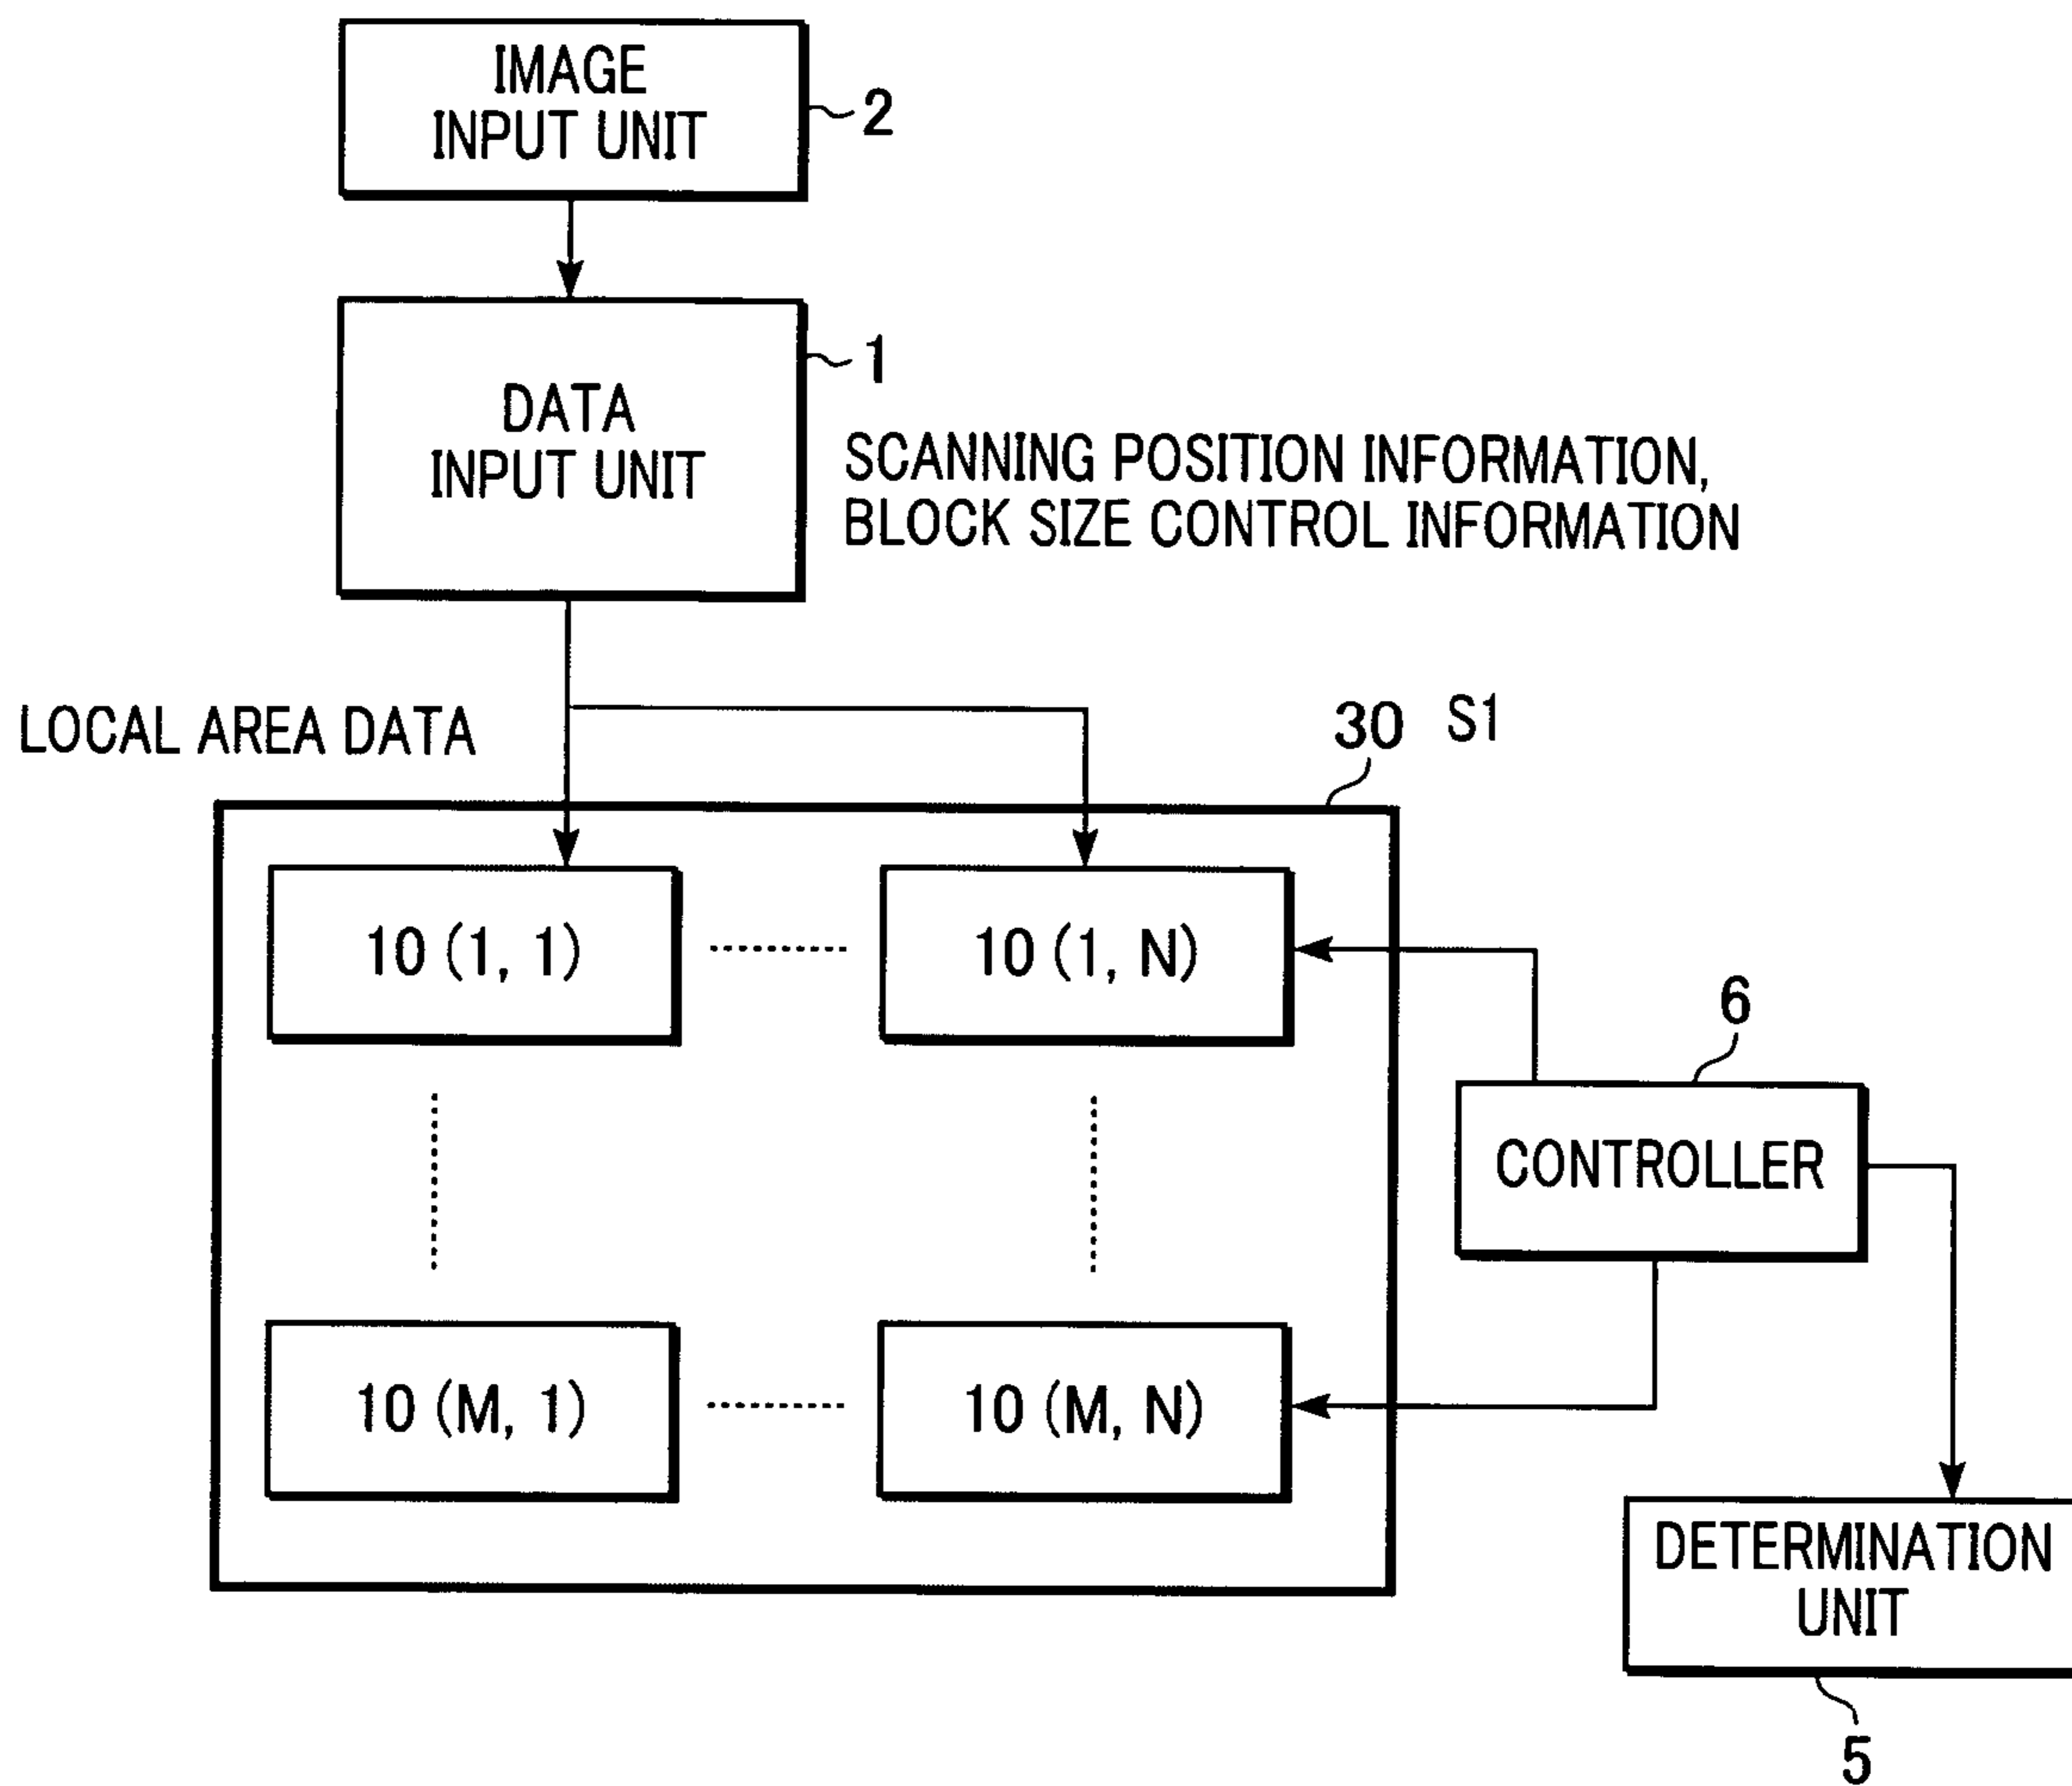 IMAGE
INPUT UNIT
2
DATA
INPUT UNIT
1
SCANNING POSITION INFORMATION,
BLOCK SIZE CONTROL INFORMATION
LOCAL AREA DATA
30
S1
10 (1, 1)
10 (1, N)
6
CONTROLLER
10 (M, 1)
10 (M, N)
DETERMINATION
UNIT
5